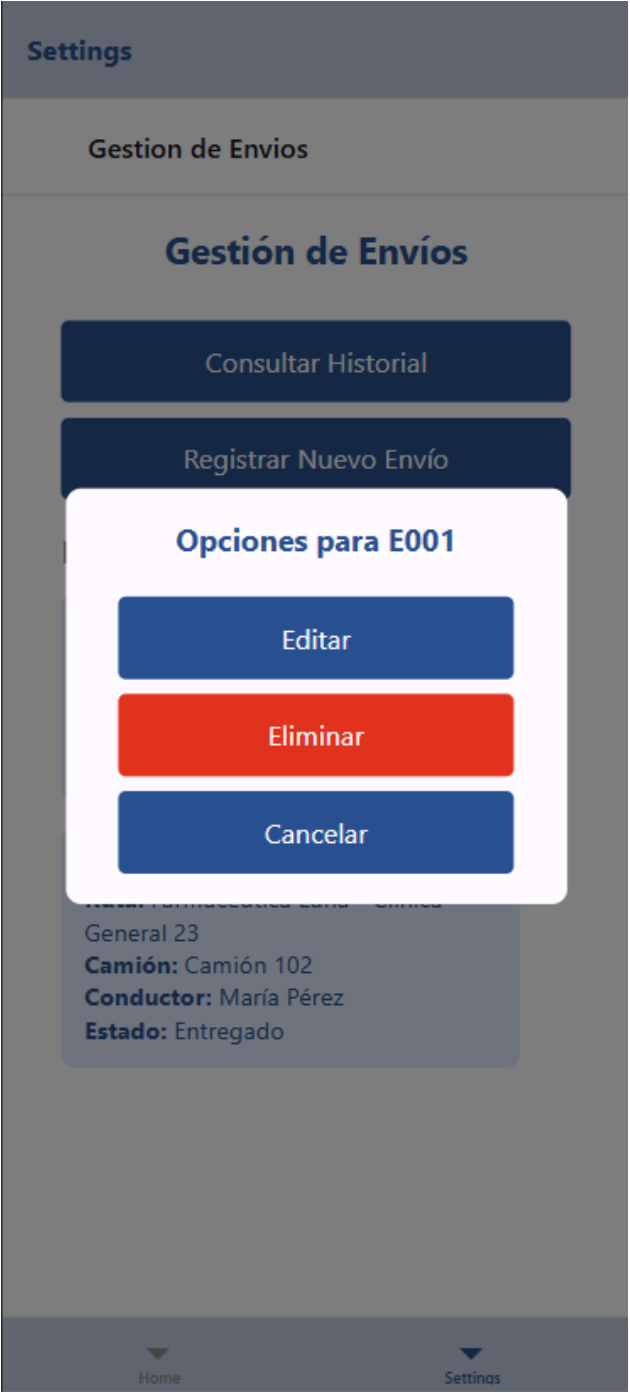 Settings
Gestion de Envios
Gestión de Envíos
Consultar Historial
Registrar Nuevo Envío
Opciones para E001
Editar
Eliminar
Cancelar
General 23
Camión: Camión 102
Conductor: María Pérez
Estado: Entregado
Home
Settings